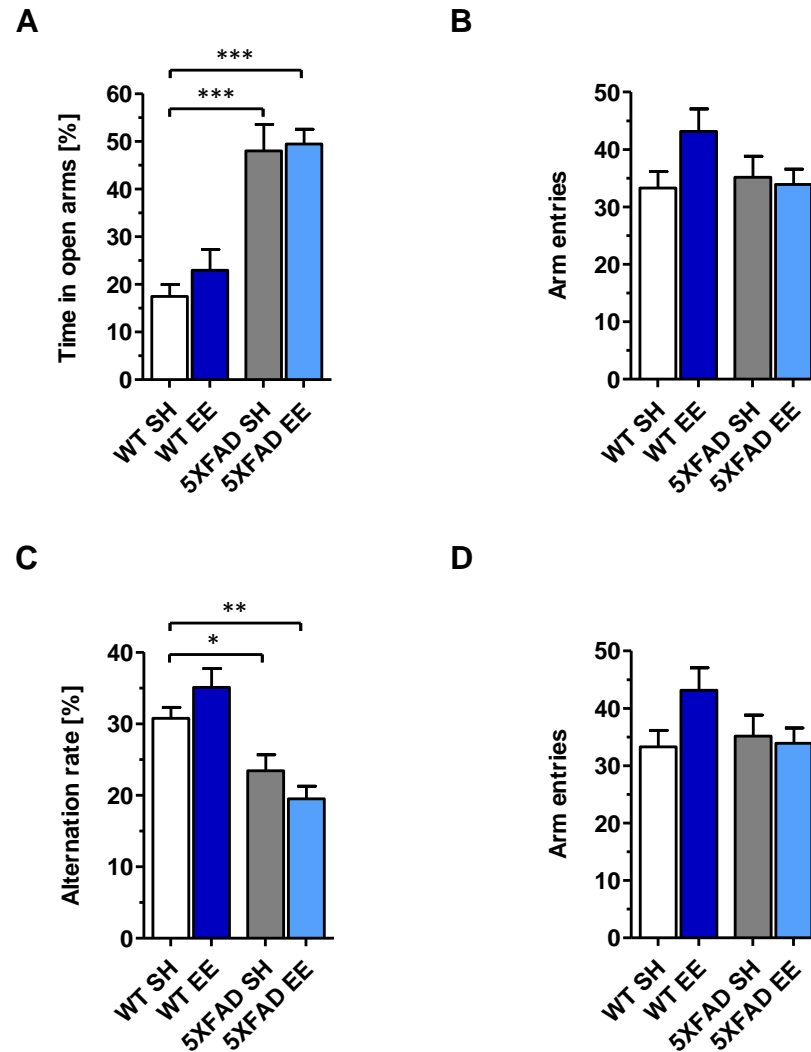 A
Time in open arms [%]
60
50
40
30
20
10
0
***
***
WT SH
WT EE
5XFAD SH
5XFAD EE
B
Arm entries
50
40
30
20
10
0
WT SH
WT EE
5XFAD SH
5XFAD EE
C
Alternation rate [%]
40
30
20
10
0
**
*
WT SH
WT EE
5XFAD SH
5XFAD EE
D
Arm entries
50
40
30
20
10
0
WT SH
WT EE
5XFAD SH
5XFAD EE